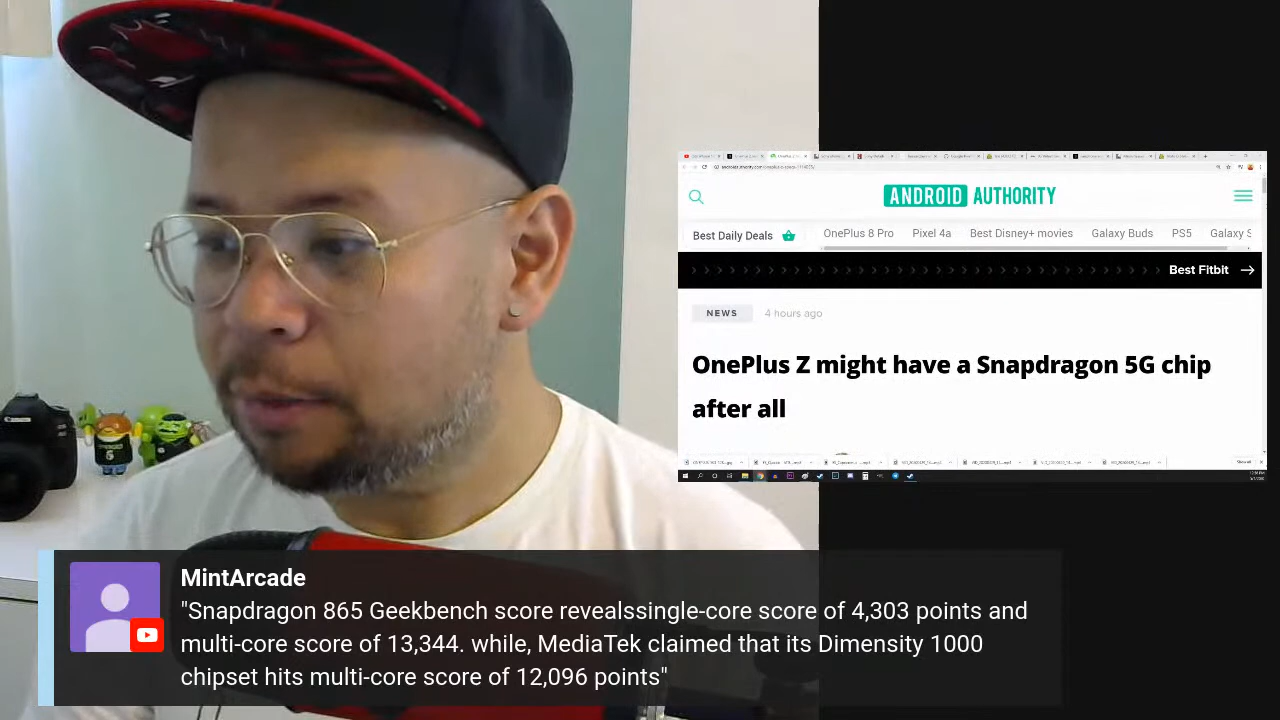 ANDROID AUTHORITY
Best Daily Deals
OnePlus 8 Pro
Pixel 4a
Best Disney+ movies
Galaxy Buds
PS5
Galaxy S
Best Fitbit
NEWS
4 hours ago
OnePlus Z might have a Snapdragon 5G chip
after all
MintArcade
"Snapdragon 865 Geekbench score revealssingle-core score of 4,303 points and
multi-core score of 13,344. while, MediaTek claimed that its Dimensity 1000
chipset hits multi-core score of 12,096 points"